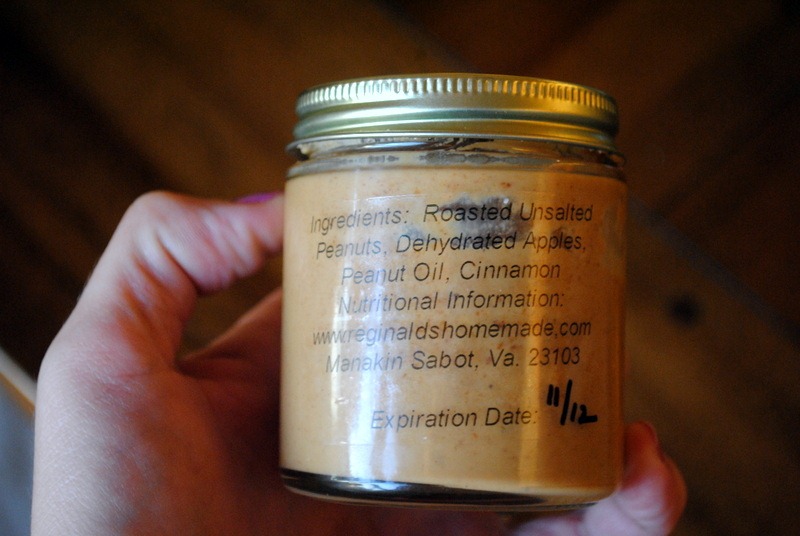 Ingredients: Roasted Unsalted
Peanuts, Dehydrated Apples,
Peanut Oil, Cinnamon
Nutritional Information:
www.reginaldshomemade.com
Manakin Sabot, Va. 23103
Expiration Date: 11/12